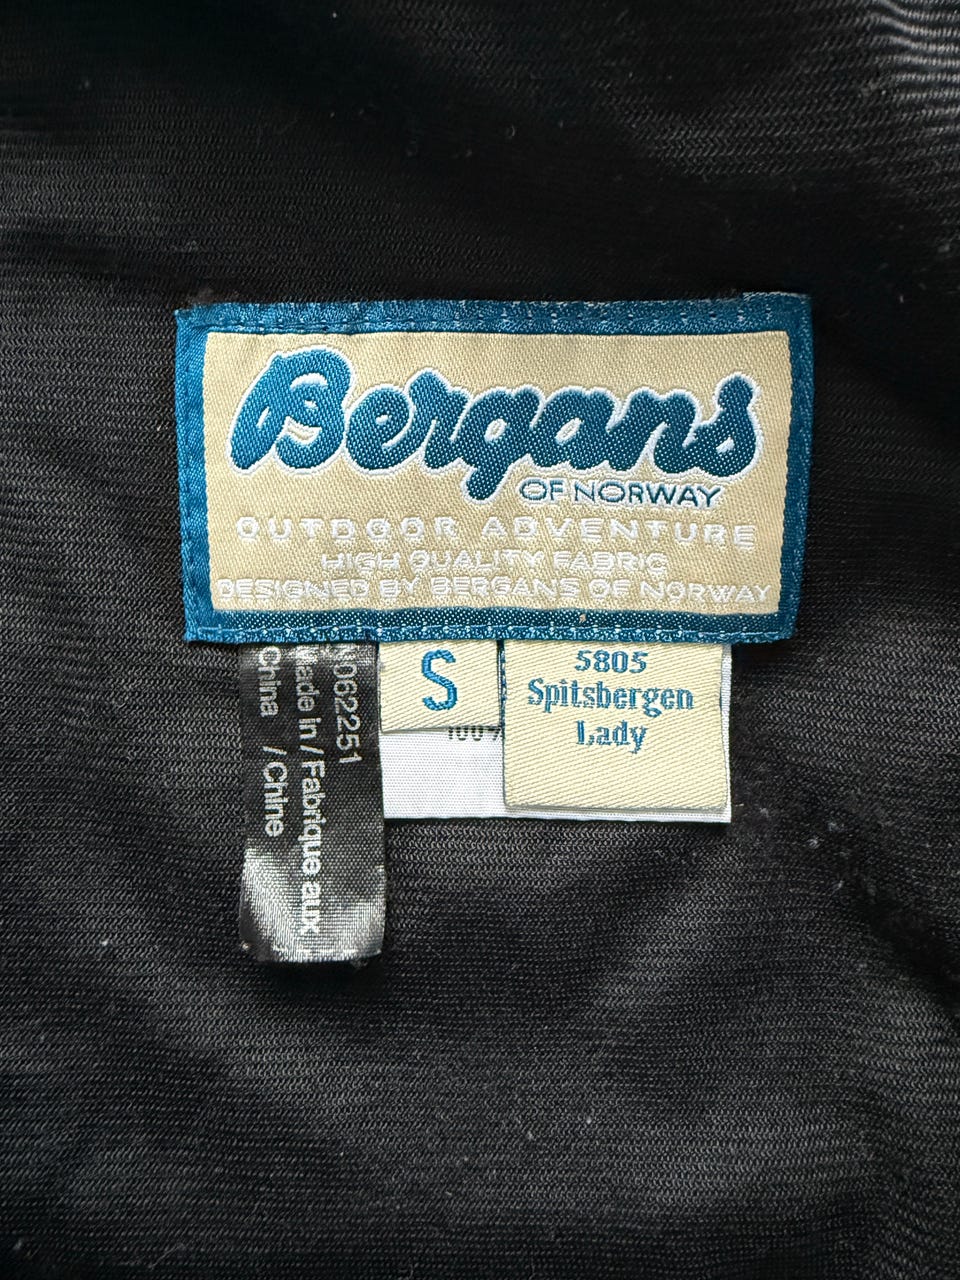 Bergans
OF NORWAY
OUTDOOR ADVENTURE
HIGH QUALITY FABRIC
DESIGNED BY BERGANS OF NORWAY
S
5805
Spitsbergen
Lady
100%
062251
Made in / Fabrique aux
China / Chine